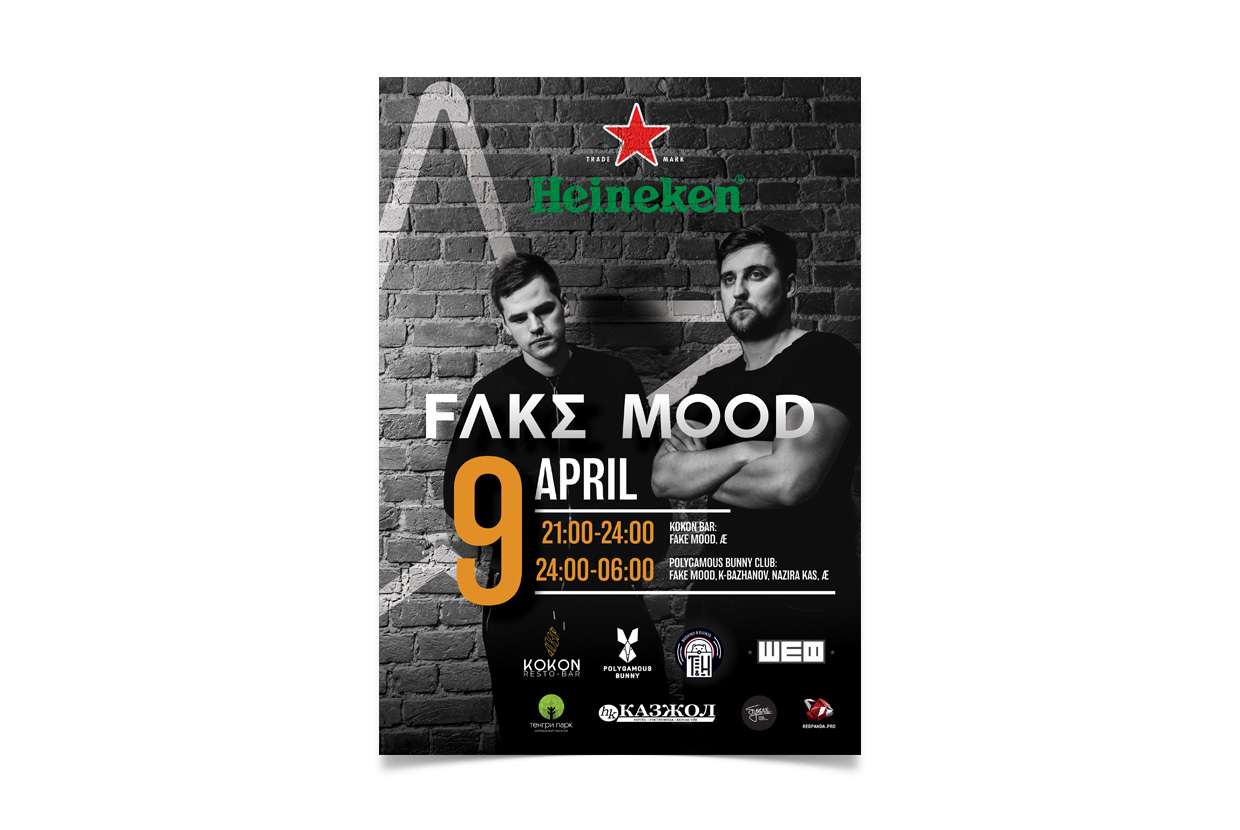 TRADE MARK
Heineken®
FΛKΣ MOOD
9 APRIL
21:00-24:00
KOKON BAR:
FAKE MOOD, Æ
24:00-06:00
POLYGAMOUS BUNNY CLUB:
FAKE MOOD, K-BAZHANOV, NAZIRA KAS, Æ
KOKON
RESTO-BAR
POLYGAMOUS
BUNNY
ТЕНГРИ ПАРК
hk КАЗЖОЛ
REDPANDA.PRO